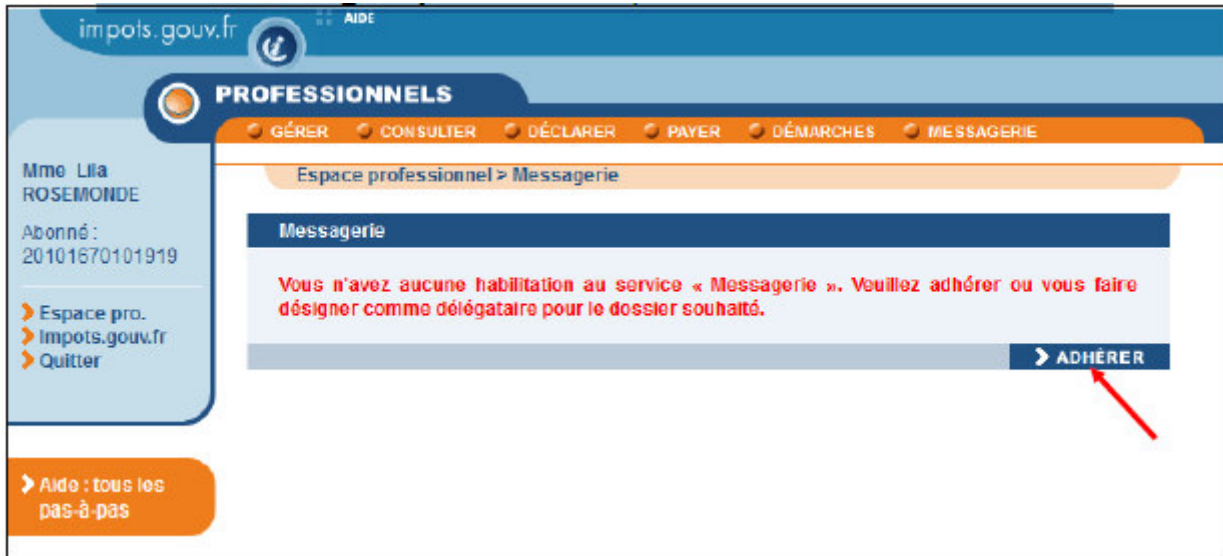 impots.gouv.fr
AIDE
PROFESSIONNELS
GÉRER CONSULTER DÉCLARER PAYER DÉMARCHES MESSAGERIE
Mme Lila
ROSEMONDE
Abonné :
20101670101919
Espace pro.
Impots.gouv.fr
Quitter
Aide : tous les
pas-à-pas
Espace professionnel > Messagerie
Messagerie
Vous n'avez aucune habilitation au service « Messagerie ». Veuillez adhérer ou vous faire
désigner comme délégataire pour le dossier souhaité.
ADHÉRER